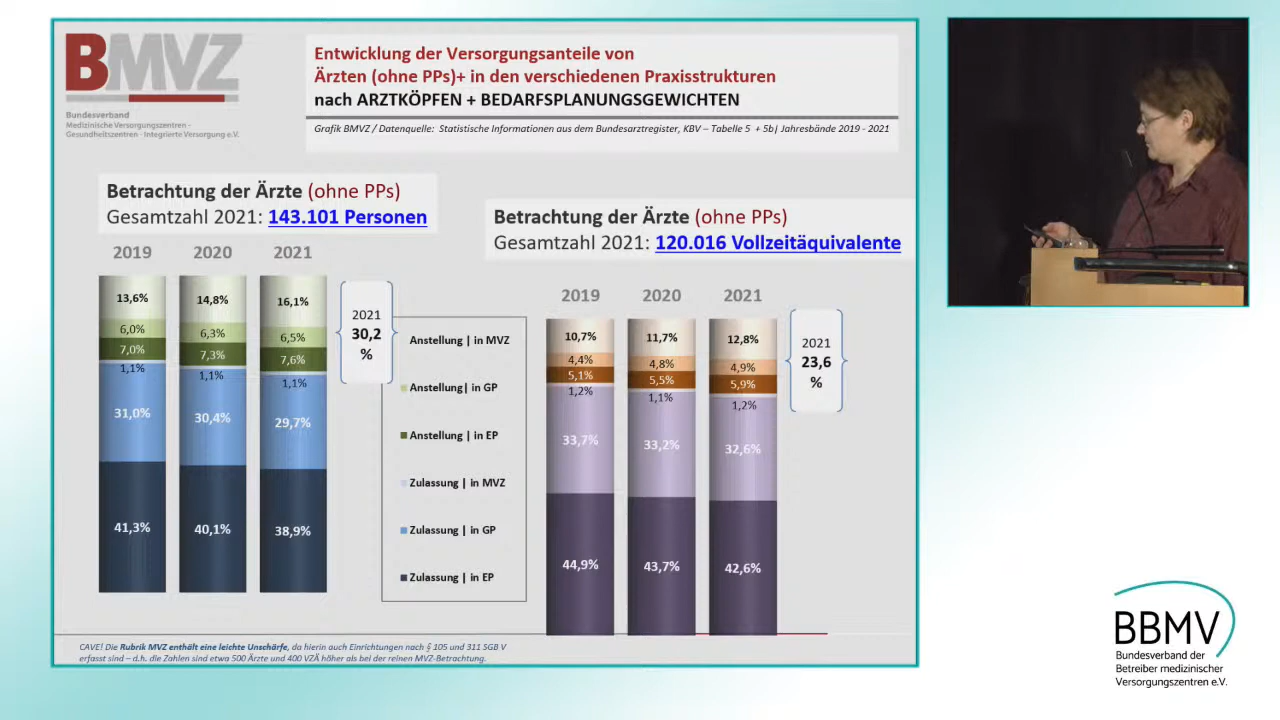 BMVZ
Bundesverband
Medizinische Versorgungszentren -
Gesundheitszentren - Integrierte Versorgung e.V.
Entwicklung der Versorgungsanteile von
Ärzten (ohne PPs)+ in den verschiedenen Praxisstrukturen
nach ARZTKÖPFEN + BEDARFSPLANUNGSGEWICHTEN
Grafik BMVZ / Datenquelle: Statistische Informationen aus dem Bundesarztregister, KBV – Tabelle 5 + 5b| Jahresbände 2019 - 2021
Betrachtung der Ärzte (ohne PPs)
Gesamtzahl 2021: 143.101 Personen
2019 2020 2021
13,6% 14,8% 16,1%
6,0% 6,3% 6,5%
7,0% 7,3% 7,6%
1,1% 1,1% 1,1%
31,0% 30,4% 29,7%
41,3% 40,1% 38,9%
2021
30,2
%
Anstellung | in MVZ
Anstellung| in GP
Anstellung | in EP
Zulassung | in MVZ
Zulassung | in GP
Zulassung | in EP
Betrachtung der Ärzte (ohne PPs)
Gesamtzahl 2021: 120.016 Vollzeitäquivalente
2019 2020 2021
10,7% 11,7% 12,8%
4,4% 4,8% 4,9%
5,1% 5,5% 5,9%
1,2% 1,1% 1,2%
33,7% 33,2% 32,6%
44,9% 43,7% 42,6%
2021
23,6
%
CAVE! Die Rubrik MVZ enthält eine leichte Unschärfe, da hierin auch Einrichtungen nach § 105 und 311 SGB V
erfasst sind – d.h. die Zahlen sind etwa 500 Ärzte und 400 VZÄ höher als bei der reinen MVZ-Betrachtung.
BBMV
Bundesverband der
Betreiber medizinischer
Versorgungszentren e.V.